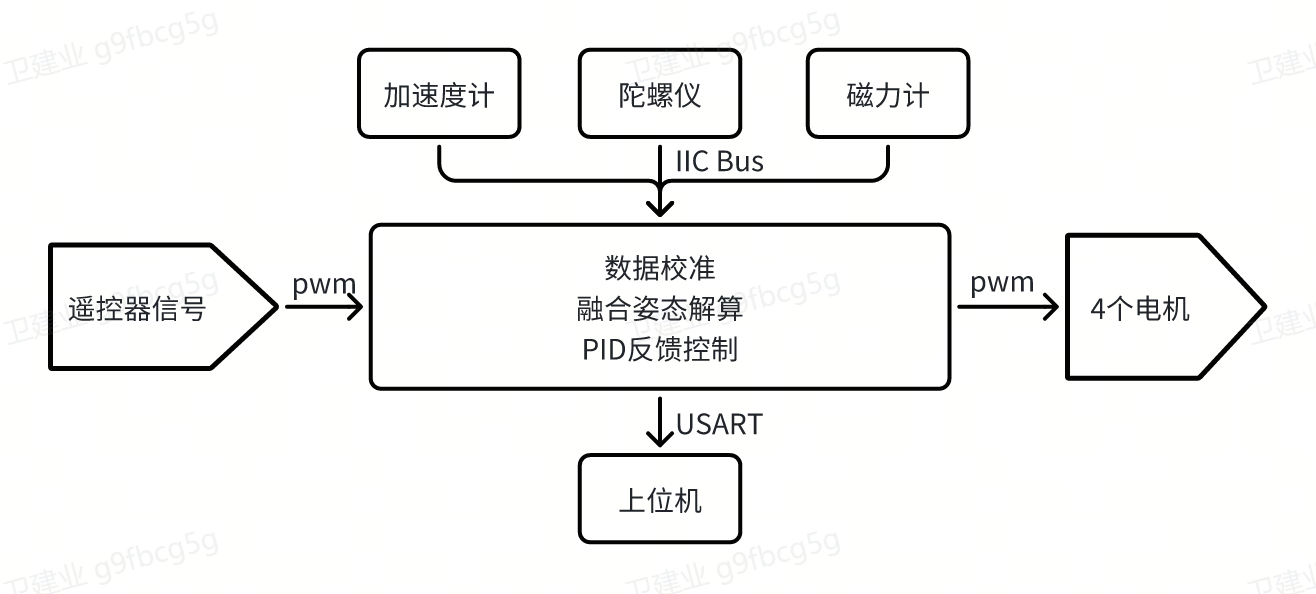 卫建业 g9fbcg5g
卫建业 g9fbcg5g
卫建业
加速度计
陀螺仪
磁力计
IIC Bus
数据校准
融合姿态解算
PID反馈控制
遥控器信号
pwm
pwm
4个电机
卫建业 g9fbcg5g
卫建业 g9fbcg5g
卫建业
USART
上位机
卫建业 g9fbcg5g
卫建业 g9fbcg5g
卫建业